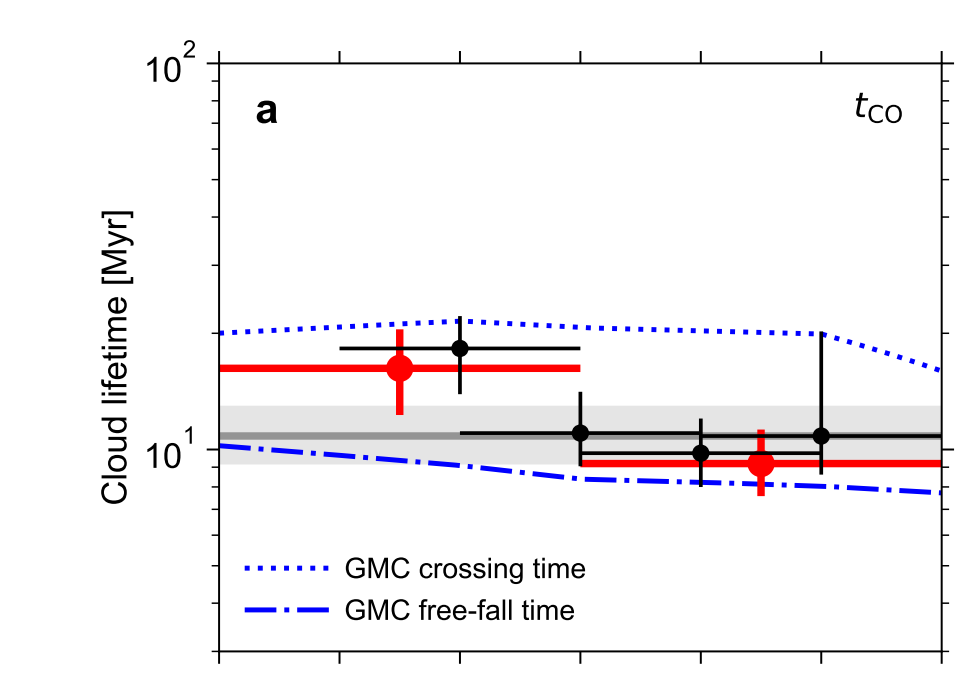 10²
a
t_CO
Cloud lifetime [Myr]
10¹
GMC crossing time
GMC free-fall time